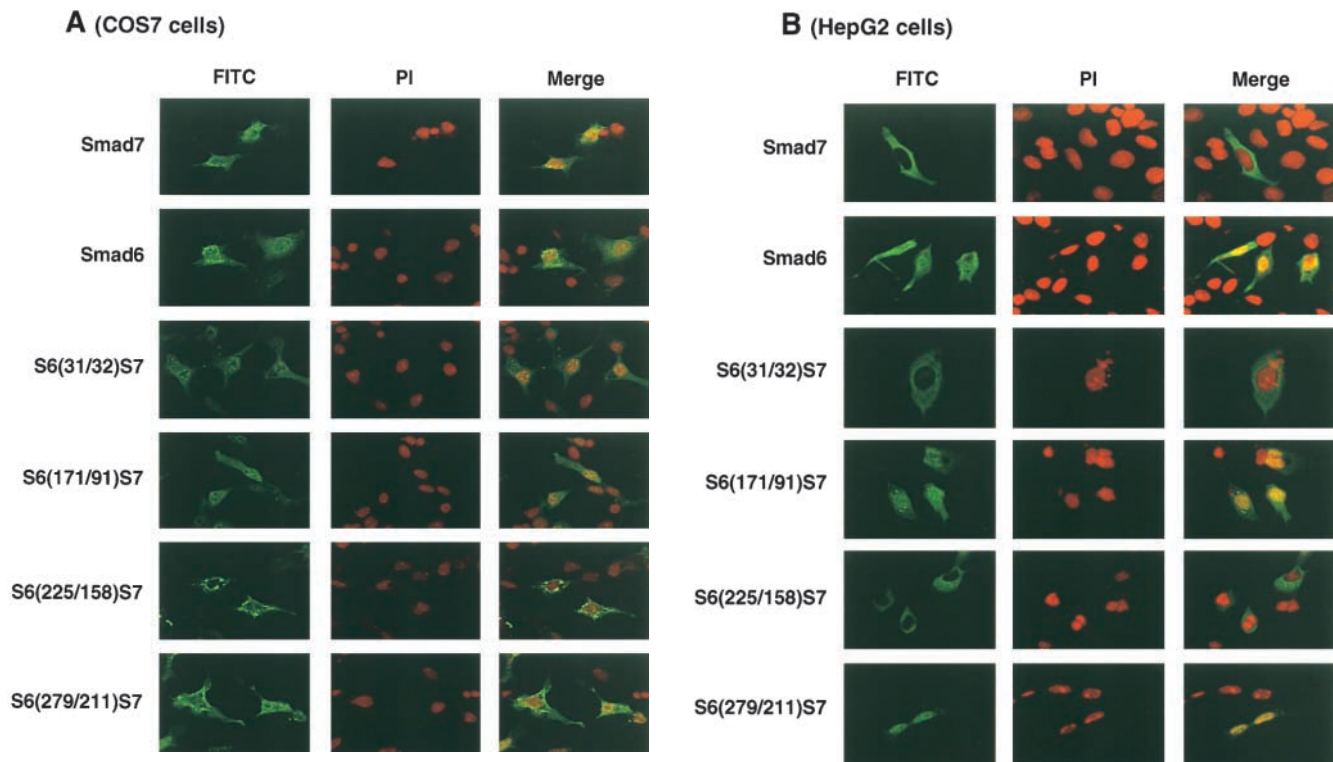 A (COS7 cells)
FITC PI Merge
Smad7
Smad6
S6(31/32)S7
S6(171/91)S7
S6(225/158)S7
S6(279/211)S7
B (HepG2 cells)
FITC PI Merge
Smad7
Smad6
S6(31/32)S7
S6(171/91)S7
S6(225/158)S7
S6(279/211)S7